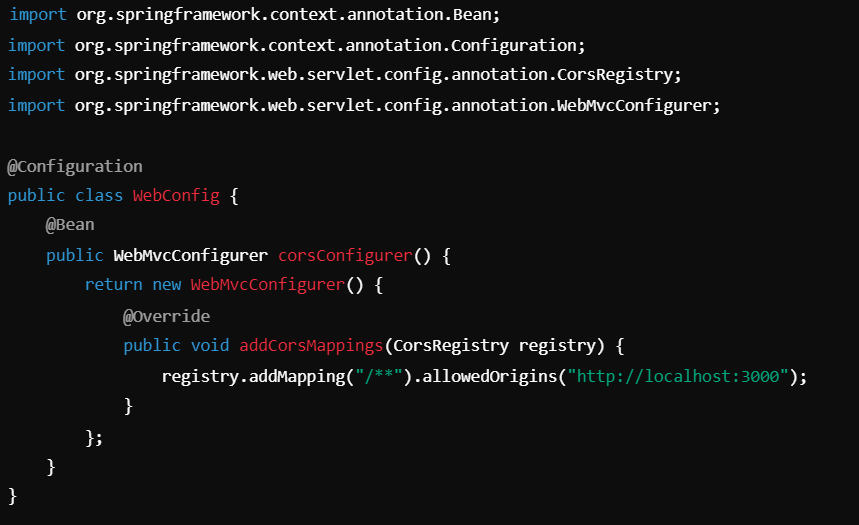 import org.springframework.context.annotation.Bean;
import org.springframework.context.annotation.Configuration;
import org.springframework.web.servlet.config.annotation.CorsRegistry;
import org.springframework.web.servlet.config.annotation.WebMvcConfigurer;

@Configuration
public class WebConfig {
    @Bean
    public WebMvcConfigurer corsConfigurer() {
        return new WebMvcConfigurer() {
            @Override
            public void addCorsMappings(CorsRegistry registry) {
                registry.addMapping("/**").allowedOrigins("http://localhost:3000");
            }
        };
    }
}